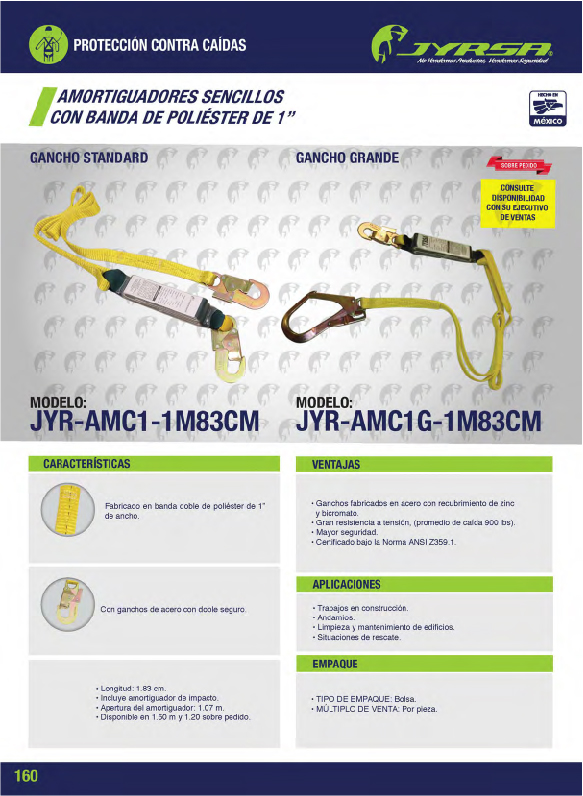 PROTECCIÓN CONTRA CAÍDAS
JYRSA®
No Vendemos Productos, Vendemos Seguridad
AMORTIGUADORES SENCILLOS
CON BANDA DE POLIÉSTER DE 1”
HECHO EN
MÉXICO
GANCHO STANDARD
GANCHO GRANDE
SOBRE PEDIDO
CONSULTE
DISPONIBILIDAD
CON SU EJECUTIVO
DE VENTAS
MODELO:
JYR-AMC1-1M83CM
MODELO:
JYR-AMC1G-1M83CM
CARACTERÍSTICAS
Fabricado en banda doble de poliéster de 1”
de ancho.
Con ganchos de acero con doble seguro.
• Longitud: 1.83 cm.
• Incluye amortiguador de impacto.
• Apertura del amortiguador: 1.07 m.
• Disponible en 1.50 m y 1.20 sobre pedido.
VENTAJAS
• Ganchos fabricados en acero con recubrimiento de zinc
y bicromato.
• Gran resistencia a tensión, (promedio de caída 900 lbs).
• Mayor seguridad.
• Certificado bajo la Norma ANSI Z359.1.
APLICACIONES
• Trabajos en construcción.
• Andamios.
• Limpieza y mantenimiento de edificios.
• Situaciones de rescate.
EMPAQUE
• TIPO DE EMPAQUE: Bolsa.
• MÚLTIPLO DE VENTA: Por pieza.
160